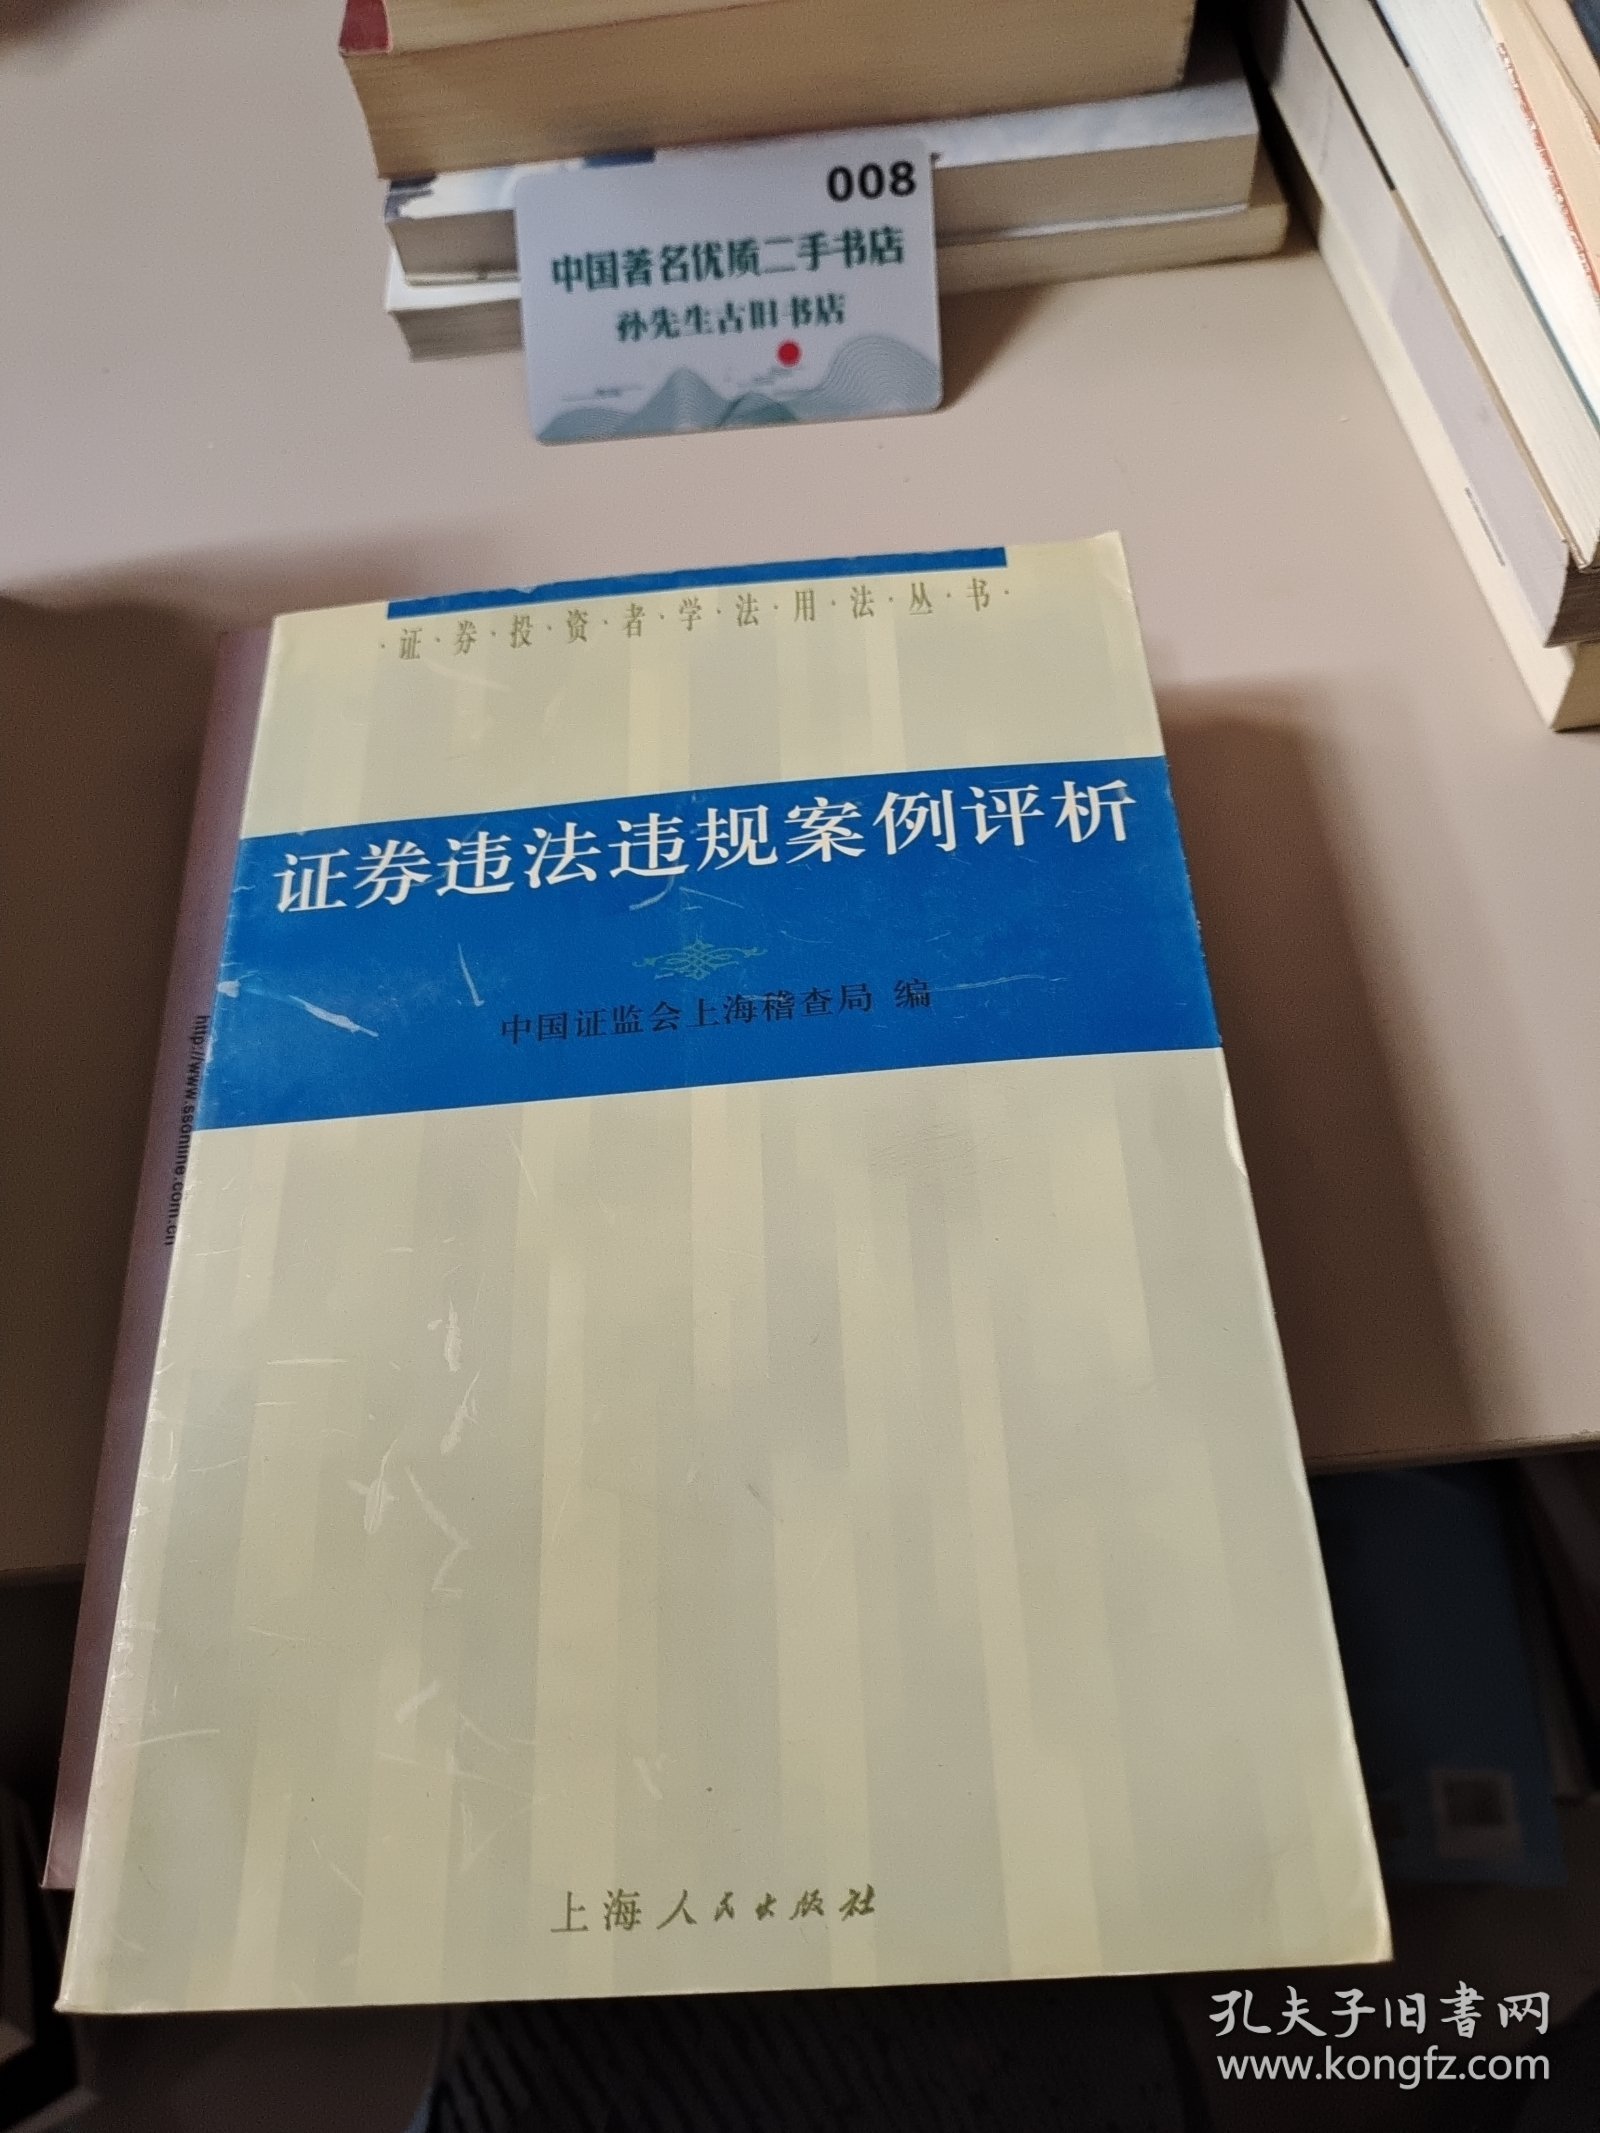 008
中国著名优质二手书店
孙先生古旧书店
·证·券·投·资·者·学·法·用·法·丛·书·
证券违法违规案例评析
中国证监会上海稽查局 编
http://www.ssonline.com.cn
上海人民出版社
孔夫子旧书网
www.kongfz.com